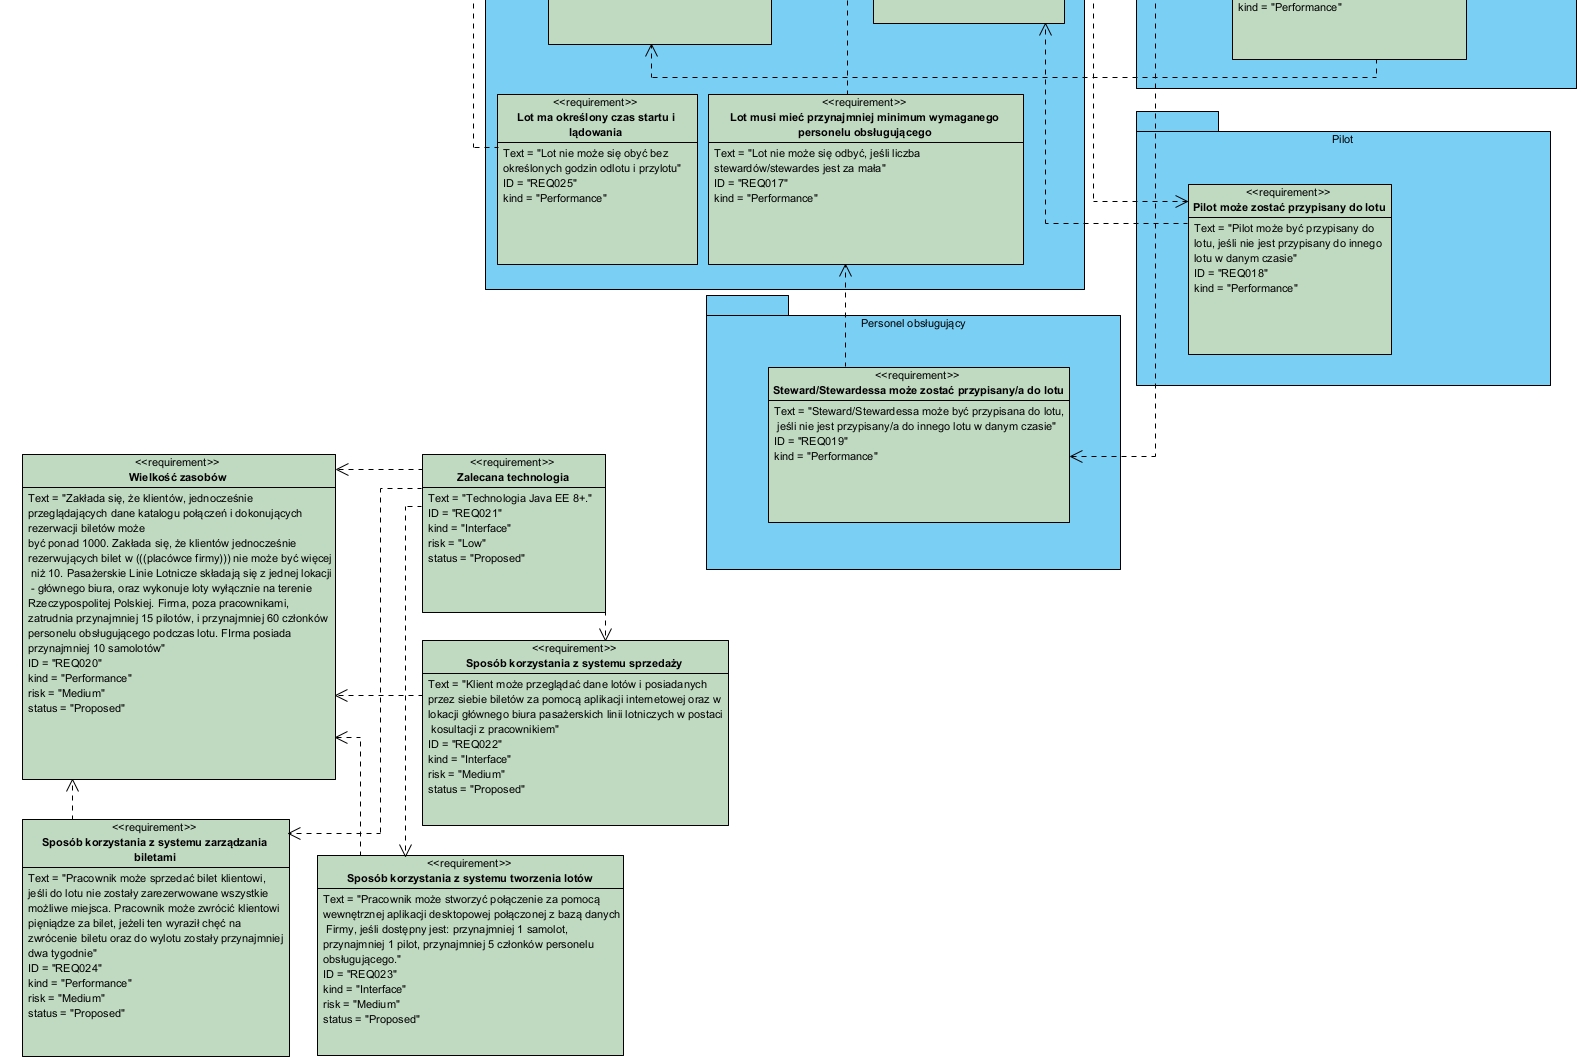 kind = "Performance"
<<requirement>>
Lot ma określony czas startu i
lądowania
Text = "Lot nie może się obyć bez
określonych godzin odlotu i przylotu"
ID = "REQ025"
kind = "Performance"
<<requirement>>
Lot musi mieć przynajmniej minimum wymaganego
personelu obsługującego
Text = "Lot nie może się odbyć, jeśli liczba
stewardów/stewardes jest za mała"
ID = "REQ017"
kind = "Performance"
Pilot
<<requirement>>
Pilot może zostać przypisany do lotu
Text = "Pilot może być przypisany do
lotu, jeśli nie jest przypisany do innego
lotu w danym czasie"
ID = "REQ018"
kind = "Performance"
Personel obsługujący
<<requirement>>
Steward/Stewardessa może zostać przypisany/a do lotu
Text = "Steward/Stewardessa może być przypisana do lotu,
jeśli nie jest przypisany/a do innego lotu w danym czasie"
ID = "REQ019"
kind = "Performance"
<<requirement>>
Wielkość zasobów
Text = "Zakłada się, że klientów, jednocześnie
przeglądających dane katalogu połączeń i dokonujących
rezerwacji biletów może
być ponad 1000. Zakłada się, że klientów jednocześnie
rezerwujących bilet w (((placówce firmy))) nie może być więcej
niż 10. Pasażerskie Linie Lotnicze składają się z jednej lokacji
- głównego biura, oraz wykonuje loty wyłącznie na terenie
Rzeczypospolitej Polskiej. Firma, poza pracownikami,
zatrudnia przynajmniej 15 pilotów, i przynajmniej 60 członków
personelu obsługującego podczas lotu. FIrma posiada
przynajmniej 10 samolotów"
ID = "REQ020"
kind = "Performance"
risk = "Medium"
status = "Proposed"
<<requirement>>
Zalecana technologia
Text = "Technologia Java EE 8+."
ID = "REQ021"
kind = "Interface"
risk = "Low"
status = "Proposed"
<<requirement>>
Sposób korzystania z systemu sprzedaży
Text = "Klient może przeglądać dane lotów i posiadanych
przez siebie biletów za pomocą aplikacji internetowej oraz w
lokacji głównego biura pasażerskich linii lotniczych w postaci
kosultacji z pracownikiem"
ID = "REQ022"
kind = "Interface"
risk = "Medium"
status = "Proposed"
<<requirement>>
Sposób korzystania z systemu zarządzania
biletami
Text = "Pracownik może sprzedać bilet klientowi,
jeśli do lotu nie zostały zarezerwowane wszystkie
możliwe miejsca. Pracownik może zwrócić klientowi
pieniądze za bilet, jeżeli ten wyraził chęć na
zwrócenie biletu oraz do wylotu zostały przynajmniej
dwa tygodnie"
ID = "REQ024"
kind = "Performance"
risk = "Medium"
status = "Proposed"
<<requirement>>
Sposób korzystania z systemu tworzenia lotów
Text = "Pracownik może stworzyć połączenie za pomocą
wewnętrznej aplikacji desktopowej połączonej z bazą danych
Firmy, jeśli dostępny jest: przynajmniej 1 samolot,
przynajmniej 1 pilot, przynajmniej 5 członków personelu
obsługującego."
ID = "REQ023"
kind = "Interface"
risk = "Medium"
status = "Proposed"